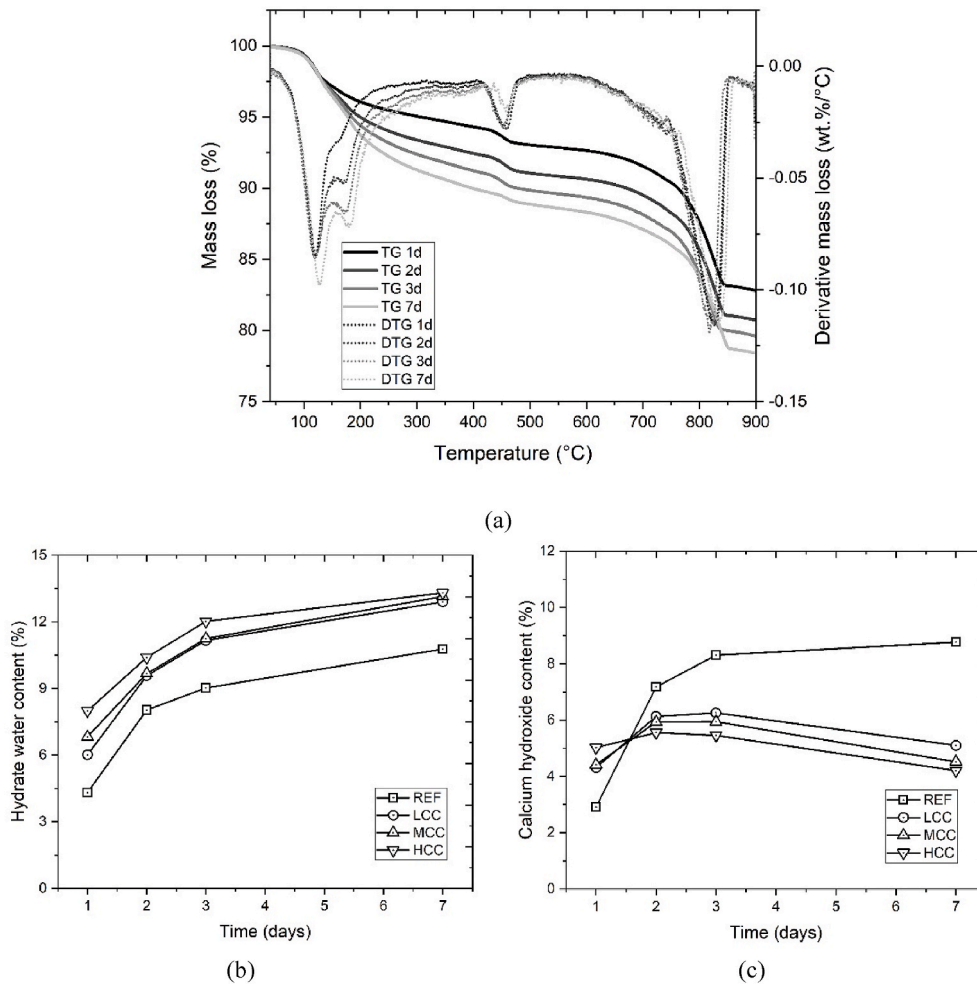 100
95
90
85
80
75
Mass loss (%)
0.00
-0.05
-0.10
-0.15
Derivative mass loss (wt.%/°C)
TG 1d
TG 2d
TG 3d
TG 7d
DTG 1d
DTG 2d
DTG 3d
DTG 7d
100 200 300 400 500 600 700 800 900
Temperature (°C)
(a)
15
12
9
6
3
0
Hydrate water content (%)
REF
LCC
MCC
HCC
1 2 3 4 5 6 7
Time (days)
(b)
12
10
8
6
4
2
0
Calcium hydroxide content (%)
REF
LCC
MCC
HCC
1 2 3 4 5 6 7
Time (days)
(c)